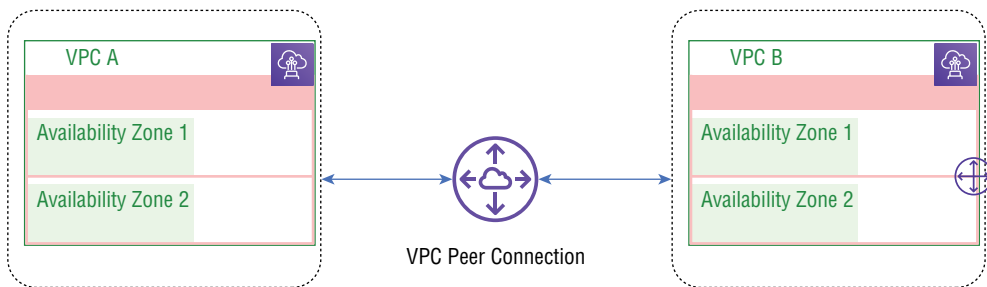 VPC A
Availability Zone 1
Availability Zone 2
VPC Peer Connection
VPC B
Availability Zone 1
Availability Zone 2